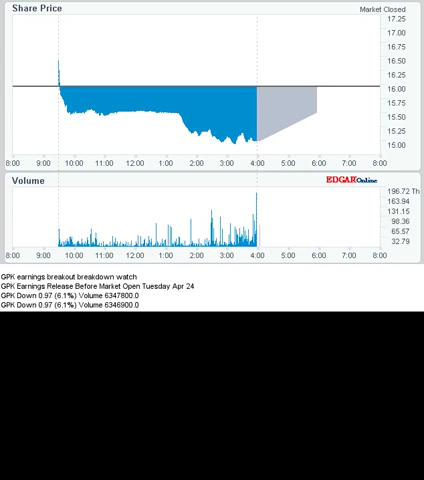 Share Price
Market Closed
17.25
17.00
16.75
16.50
16.25
16.00
15.75
15.50
15.25
15.00
8:00 9:00 10:00 11:00 12:00 1:00 2:00 3:00 4:00 5:00 6:00 7:00 8:00
Volume
EDGAR Online
196.72 Th
163.94
131.15
98.36
65.57
32.79
8:00 9:00 10:00 11:00 12:00 1:00 2:00 3:00 4:00 5:00 6:00 7:00 8:00
GPK earnings breakout breakdown watch
GPK Earnings Release Before Market Open Tuesday Apr 24
GPK Down 0.97 (6.1%) Volume 6347800.0
GPK Down 0.97 (6.1%) Volume 6346900.0